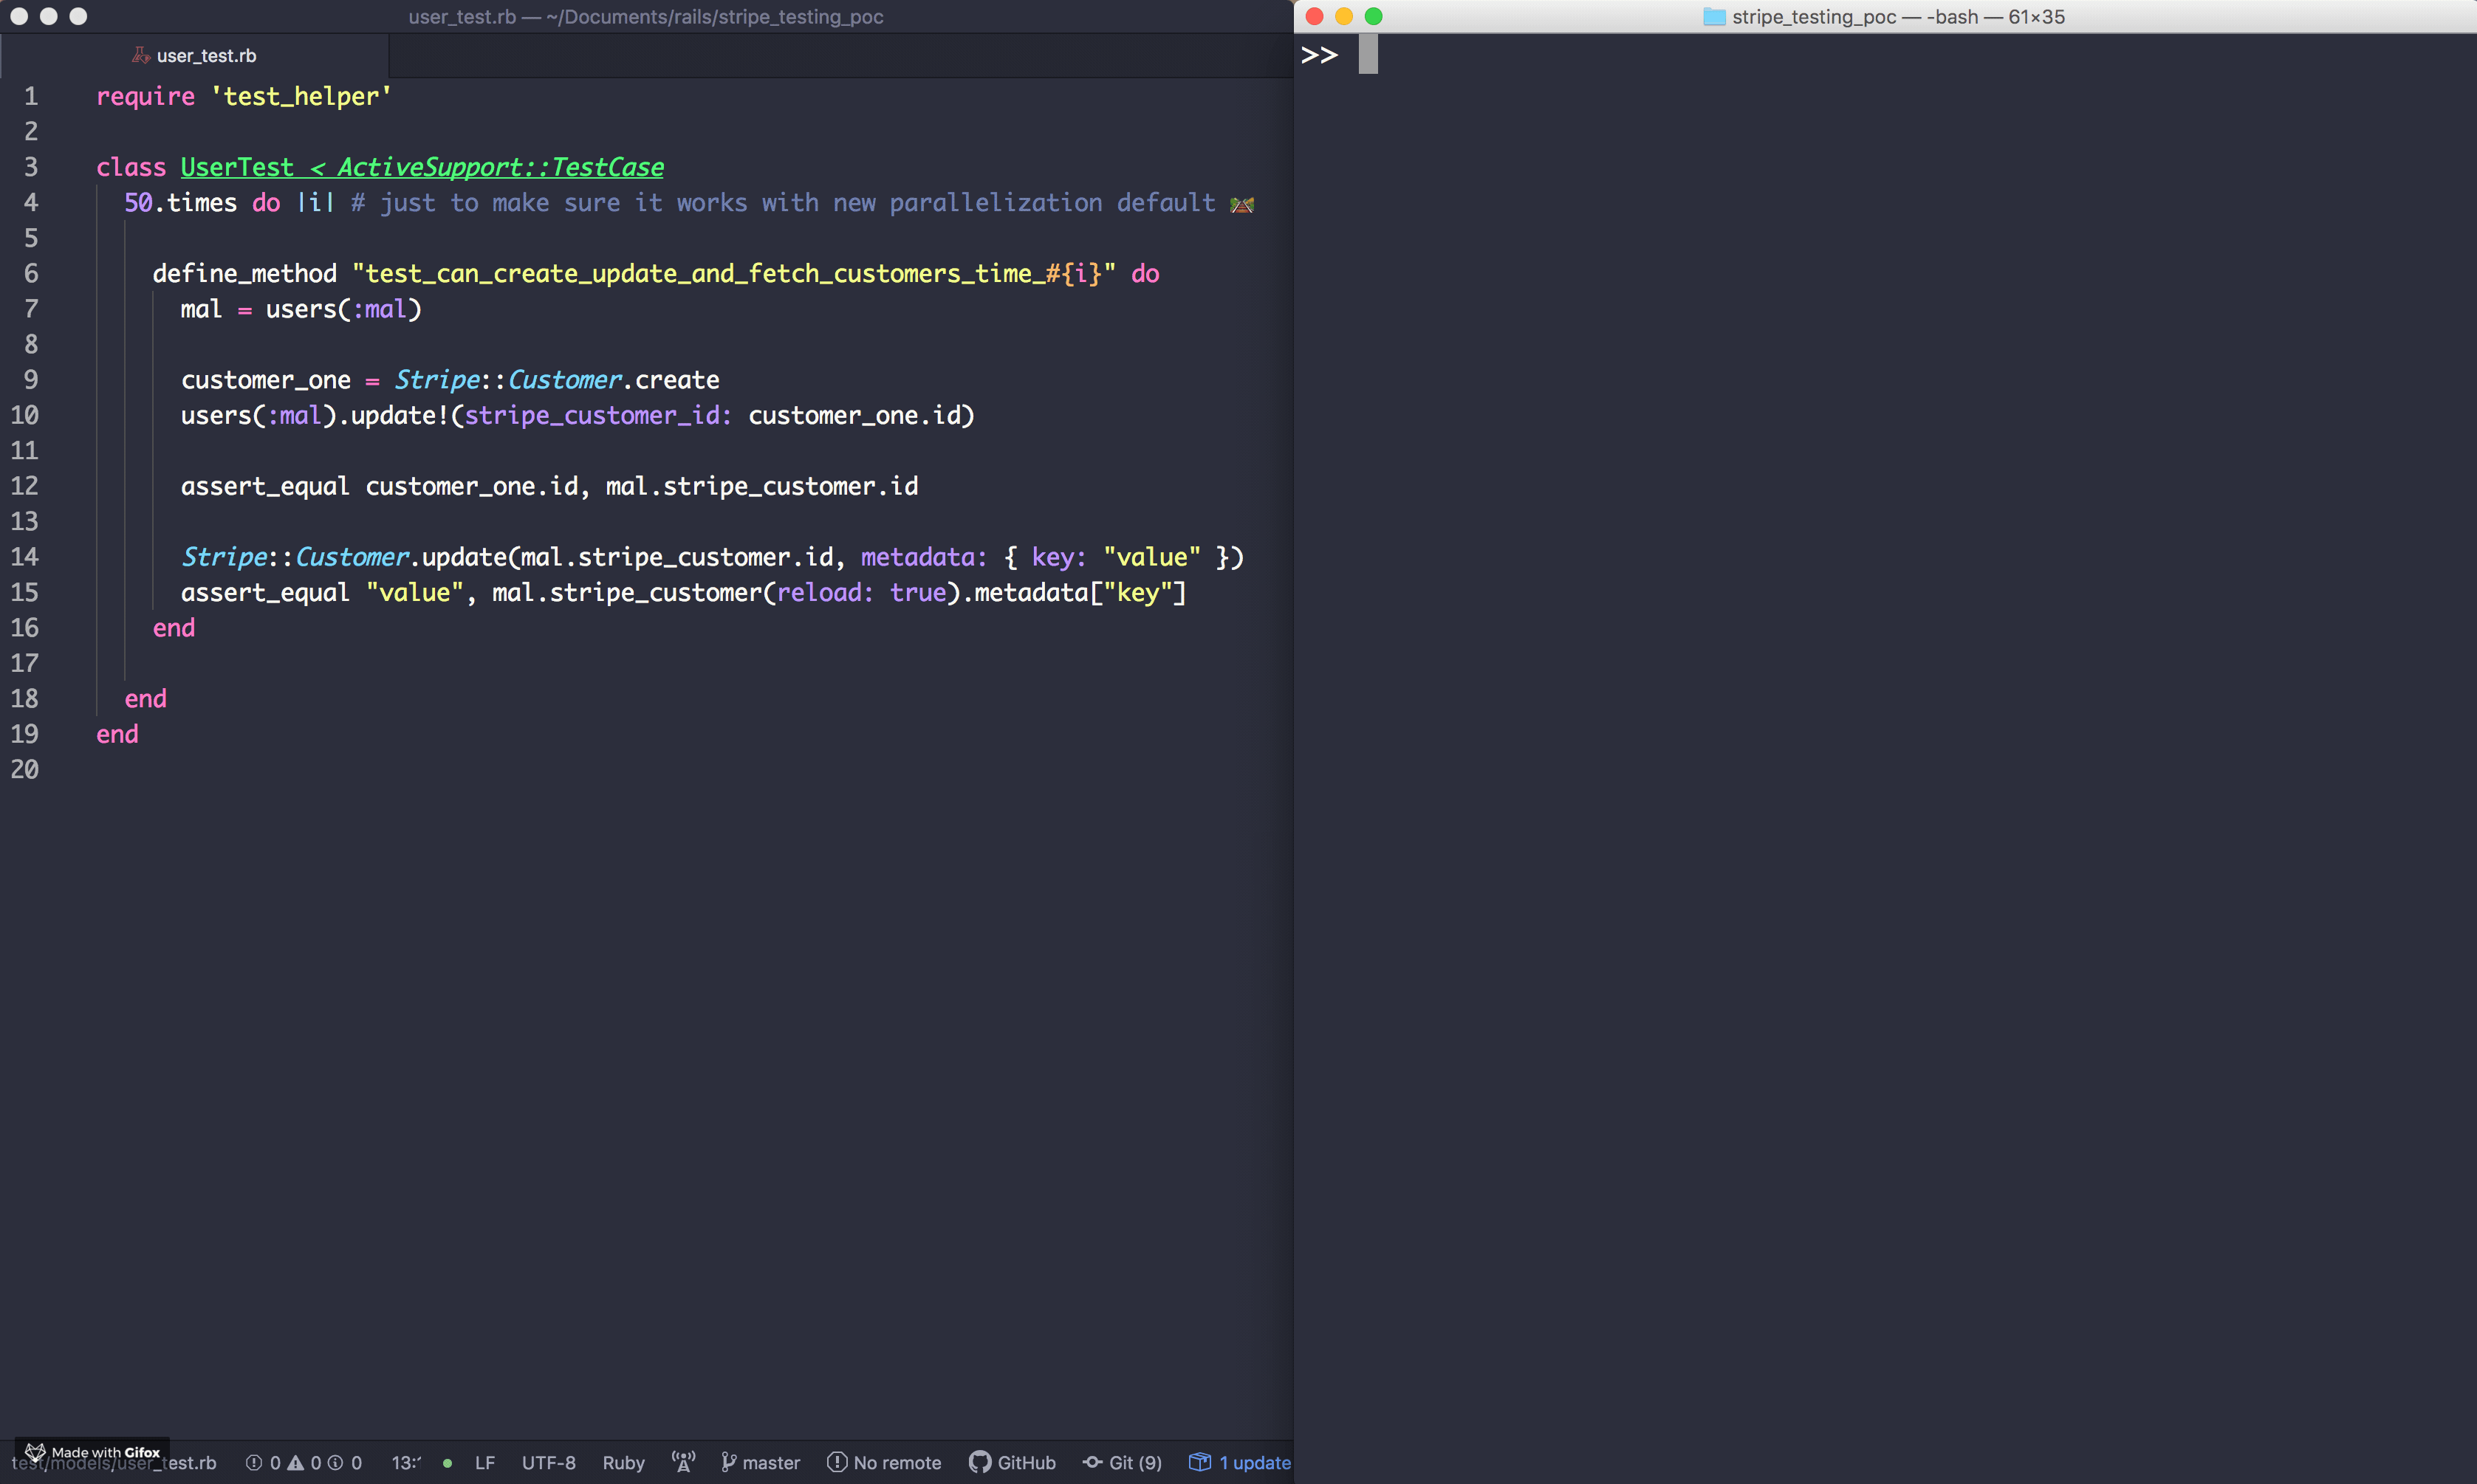 user_test.rb — ~/Documents/rails/stripe_testing_poc
user_test.rb
1 require 'test_helper'
2
3 class UserTest < ActiveSupport::TestCase
4 50.times do |i| # just to make sure it works with new parallelization default 🛤️
5
6 define_method "test_can_create_update_and_fetch_customers_time_#{i}" do
7 mal = users(:mal)
8
9 customer_one = Stripe::Customer.create
10 users(:mal).update!(stripe_customer_id: customer_one.id)
11
12 assert_equal customer_one.id, mal.stripe_customer.id
13
14 Stripe::Customer.update(mal.stripe_customer.id, metadata: { key: "value" })
15 assert_equal "value", mal.stripe_customer(reload: true).metadata["key"]
16 end
17
18 end
19 end
20
Made with Gifox
test/models/user_test.rb 0 0 0 13: LF UTF-8 Ruby master No remote GitHub Git (9) 1 update
stripe_testing_poc — -bash — 61×35
>>